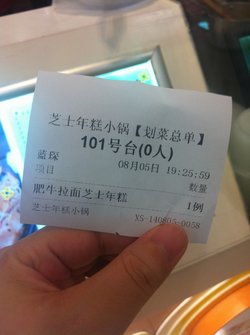 芝士年糕小锅【划菜总单】
101号台(0人)
蓝琛 08月05日 19:25:59
项目 数量
肥牛拉面芝士年糕 1例
芝士年糕小锅 XS-140805-0058